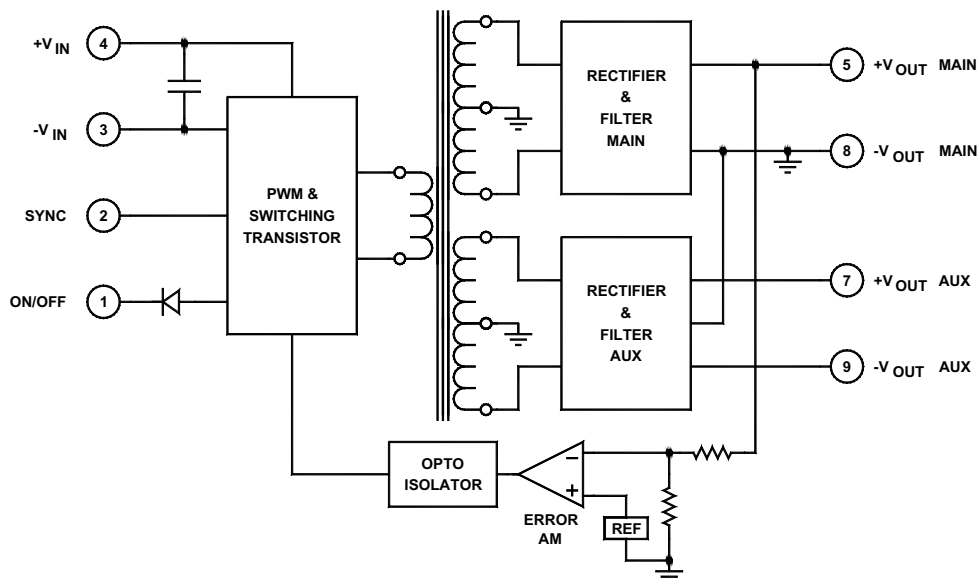 +V IN
4
-V IN
3
SYNC
2
ON/OFF
1
PWM &
SWITCHING
TRANSISTOR
RECTIFIER
&
FILTER
MAIN
5
+V OUT MAIN
8
-V OUT MAIN
RECTIFIER
&
FILTER
AUX
7
+V OUT AUX
9
-V OUT AUX
OPTO
ISOLATOR
−
+
ERROR
AM
REF